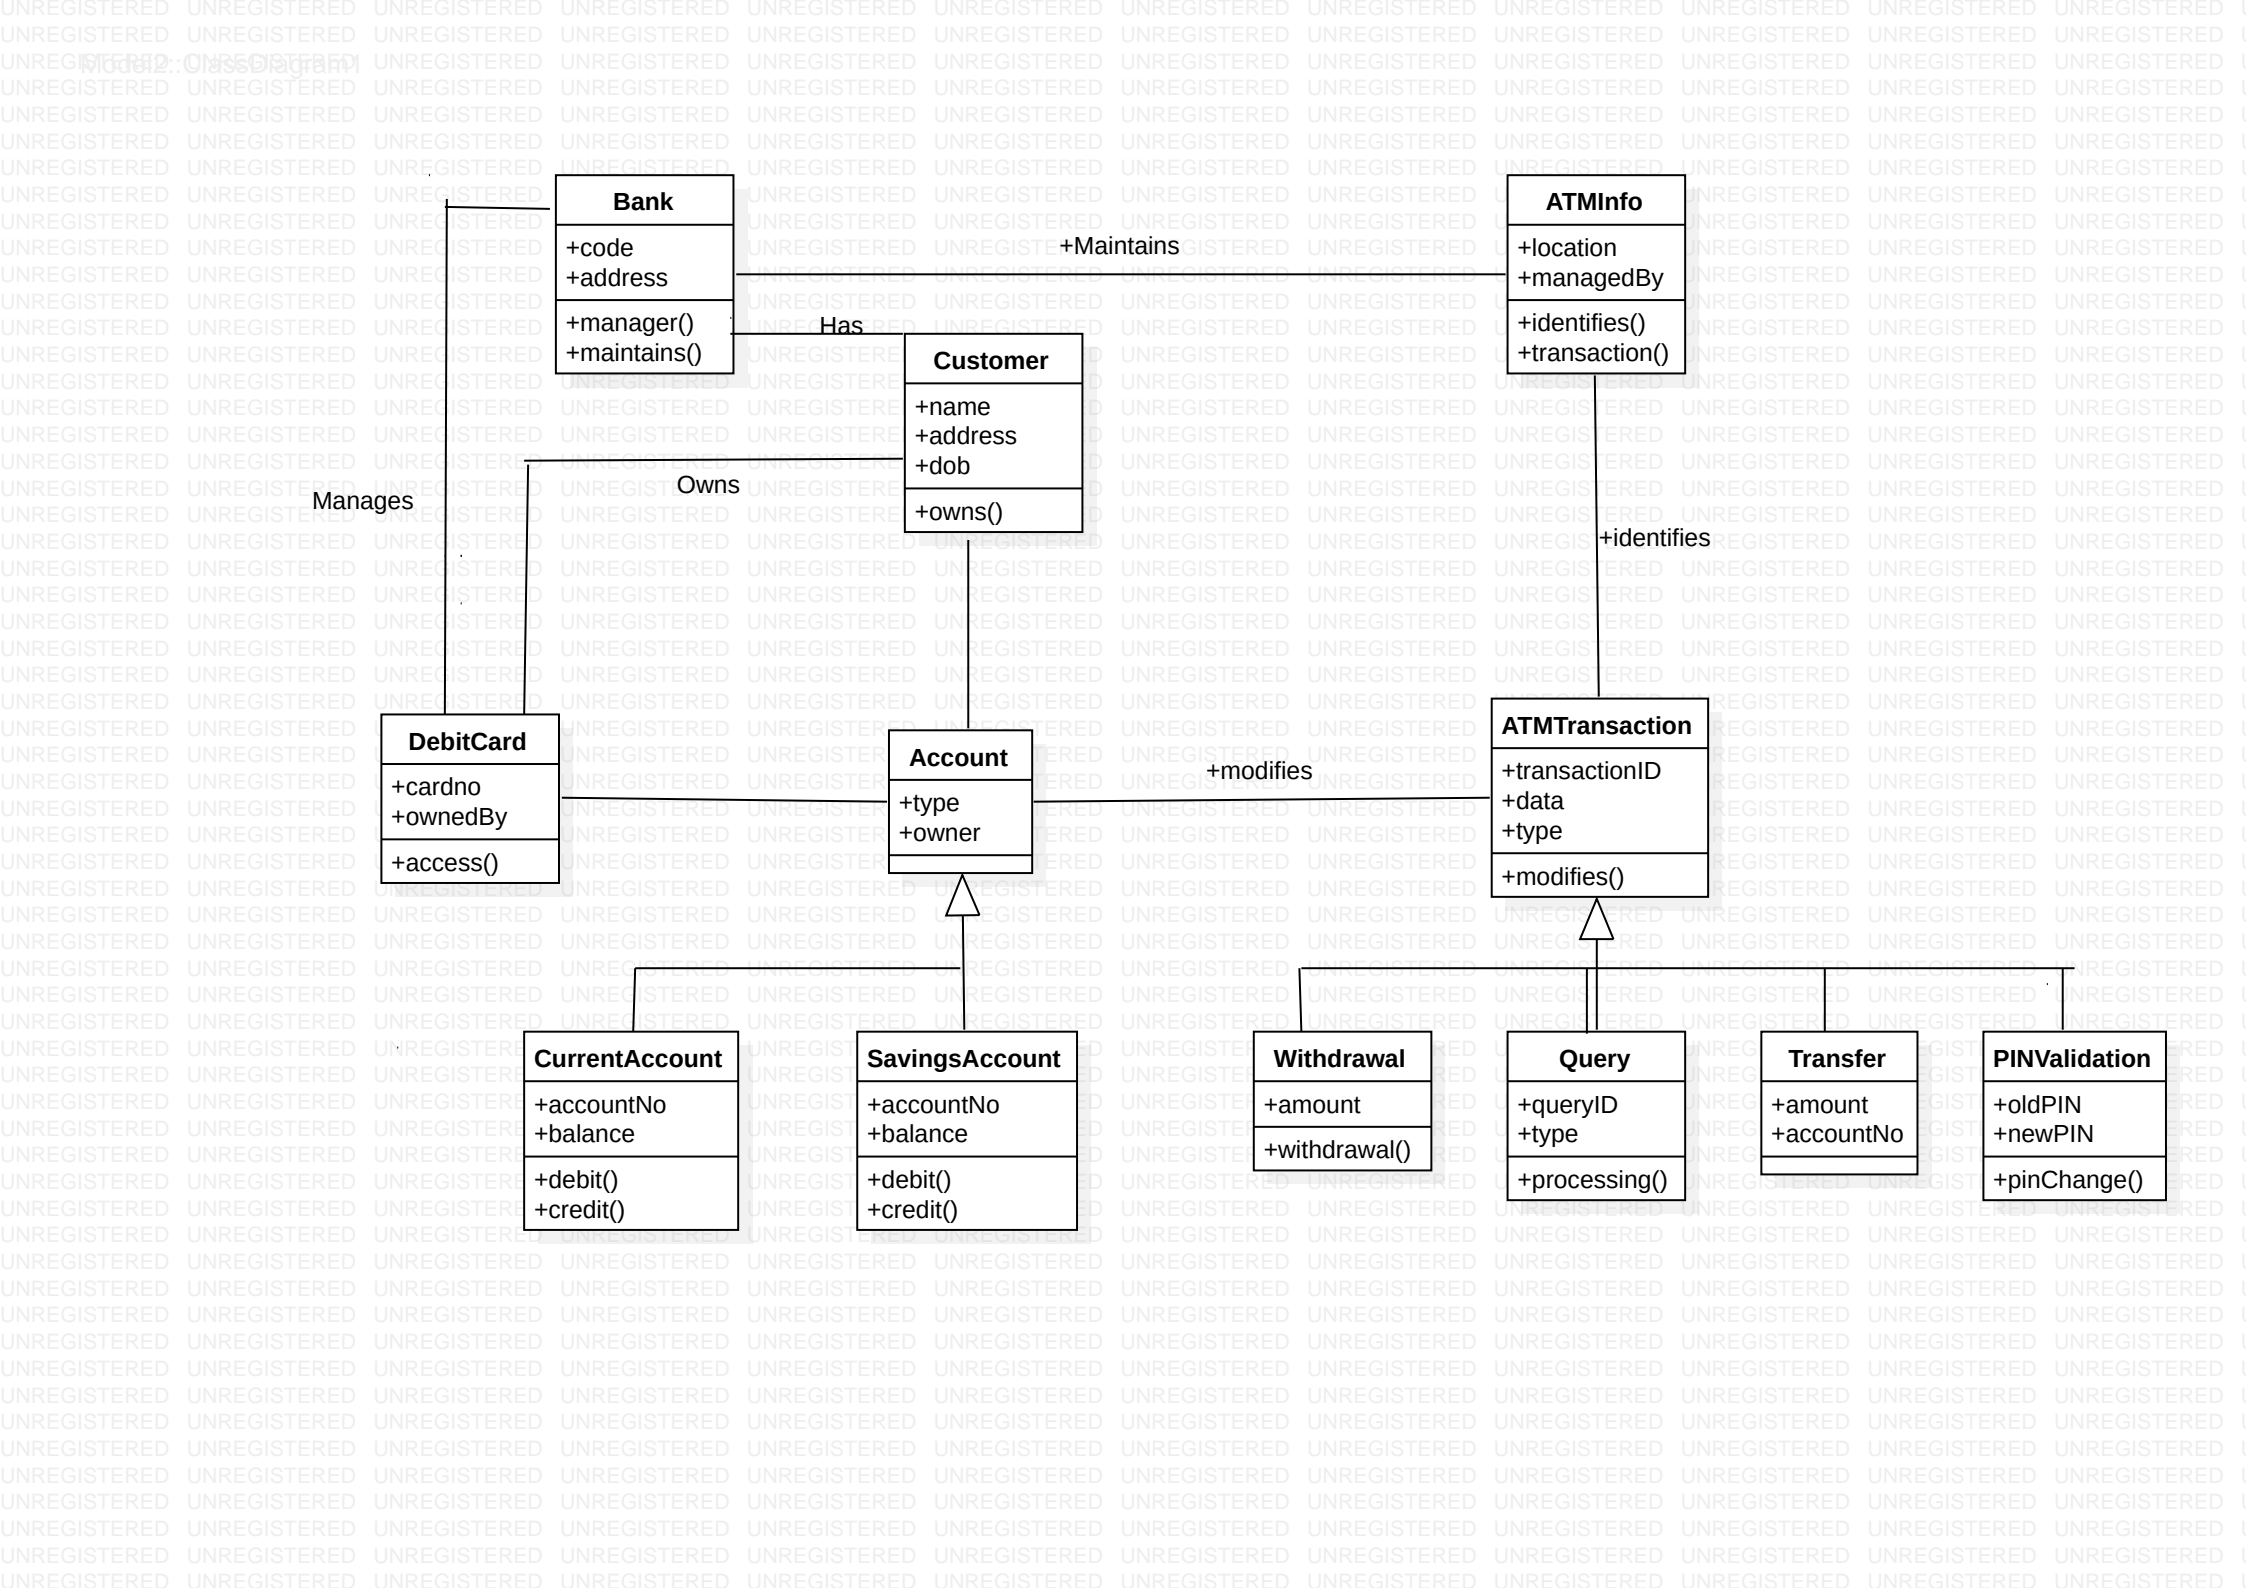 Model2::ClassDiagram1
Bank
+code
+address
+manager()
+maintains()
+Maintains
ATMInfo
+location
+managedBy
+identifies()
+transaction()
Has
Customer
+name
+address
+dob
+owns()
Owns
Manages
+identifies
DebitCard
+cardno
+ownedBy
+access()
Account
+type
+owner
+modifies
ATMTransaction
+transactionID
+data
+type
+modifies()
CurrentAccount
+accountNo
+balance
+debit()
+credit()
SavingsAccount
+accountNo
+balance
+debit()
+credit()
Withdrawal
+amount
+withdrawal()
Query
+queryID
+type
+processing()
Transfer
+amount
+accountNo
PINValidation
+oldPIN
+newPIN
+pinChange()
UNREGISTERED